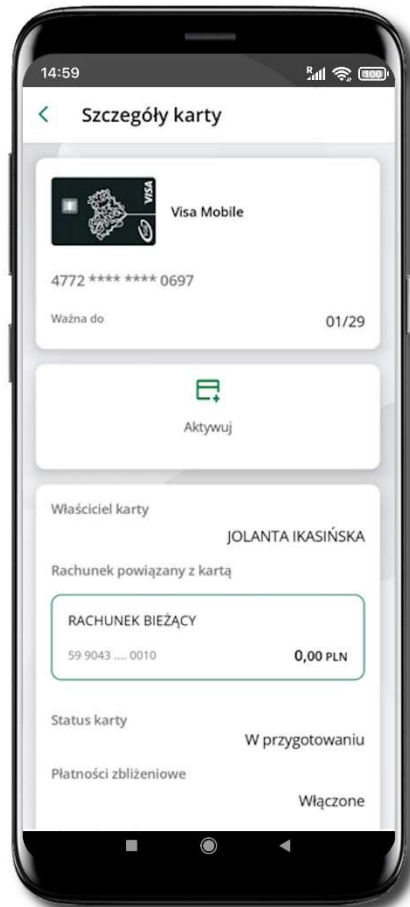 14:59
R
100
Szczegóły karty
VISA
Visa Mobile
4772 **** **** 0697
Ważna do
01/29
Aktywuj
Właściciel karty
JOLANTA IKASIŃSKA
Rachunek powiązany z kartą
RACHUNEK BIEŻĄCY
59 9043 .... 0010
0,00 PLN
Status karty
W przygotowaniu
Płatności zbliżeniowe
Włączone